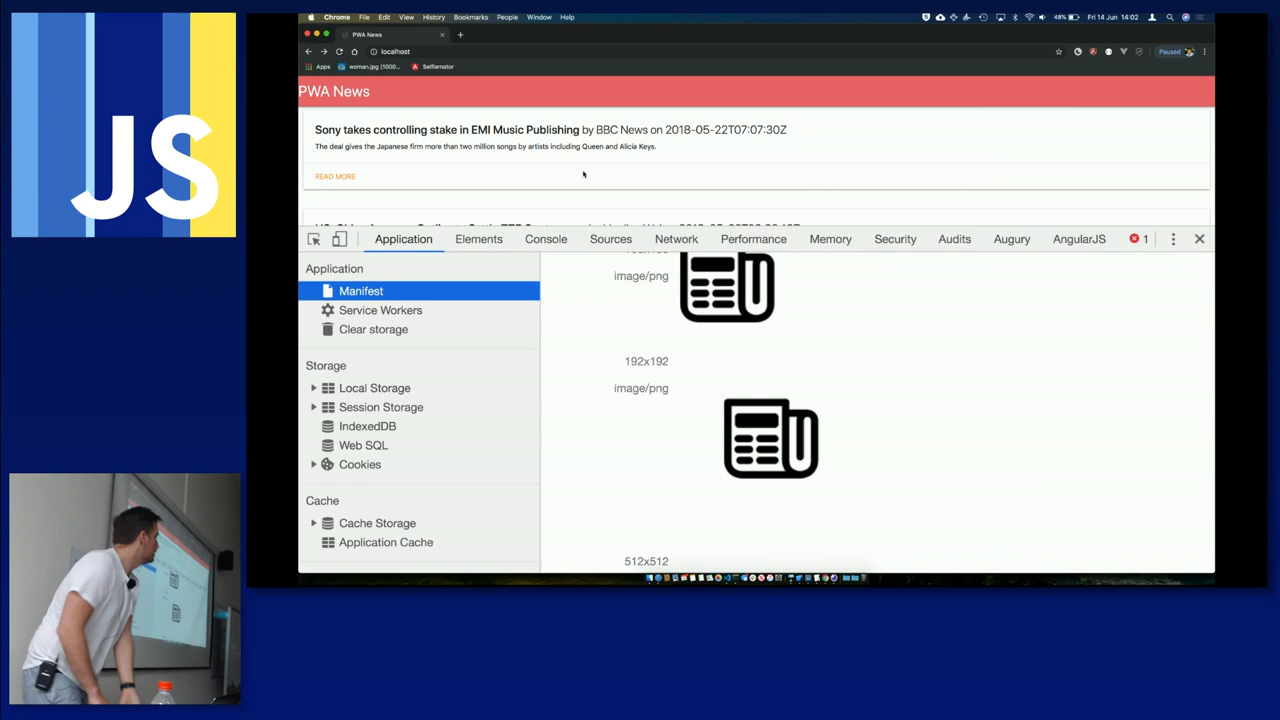 JS
Chrome File Edit View History Bookmarks People Window Help
48% Fri 14 Jun 14:02
PWA News
localhost
Paused
Apps woman.jpg (1000... Selfiemator
PWA News
Sony takes controlling stake in EMI Music Publishing by BBC News on 2018-05-22T07:07:30Z
The deal gives the Japanese firm more than two million songs by artists including Queen and Alicia Keys.
READ MORE
Application Elements Console Sources Network Performance Memory Security Audits Augury AngularJS 1
Application
Manifest
Service Workers
Clear storage
Storage
Local Storage
Session Storage
IndexedDB
Web SQL
Cookies
Cache
Cache Storage
Application Cache
image/png
192x192
image/png
512x512